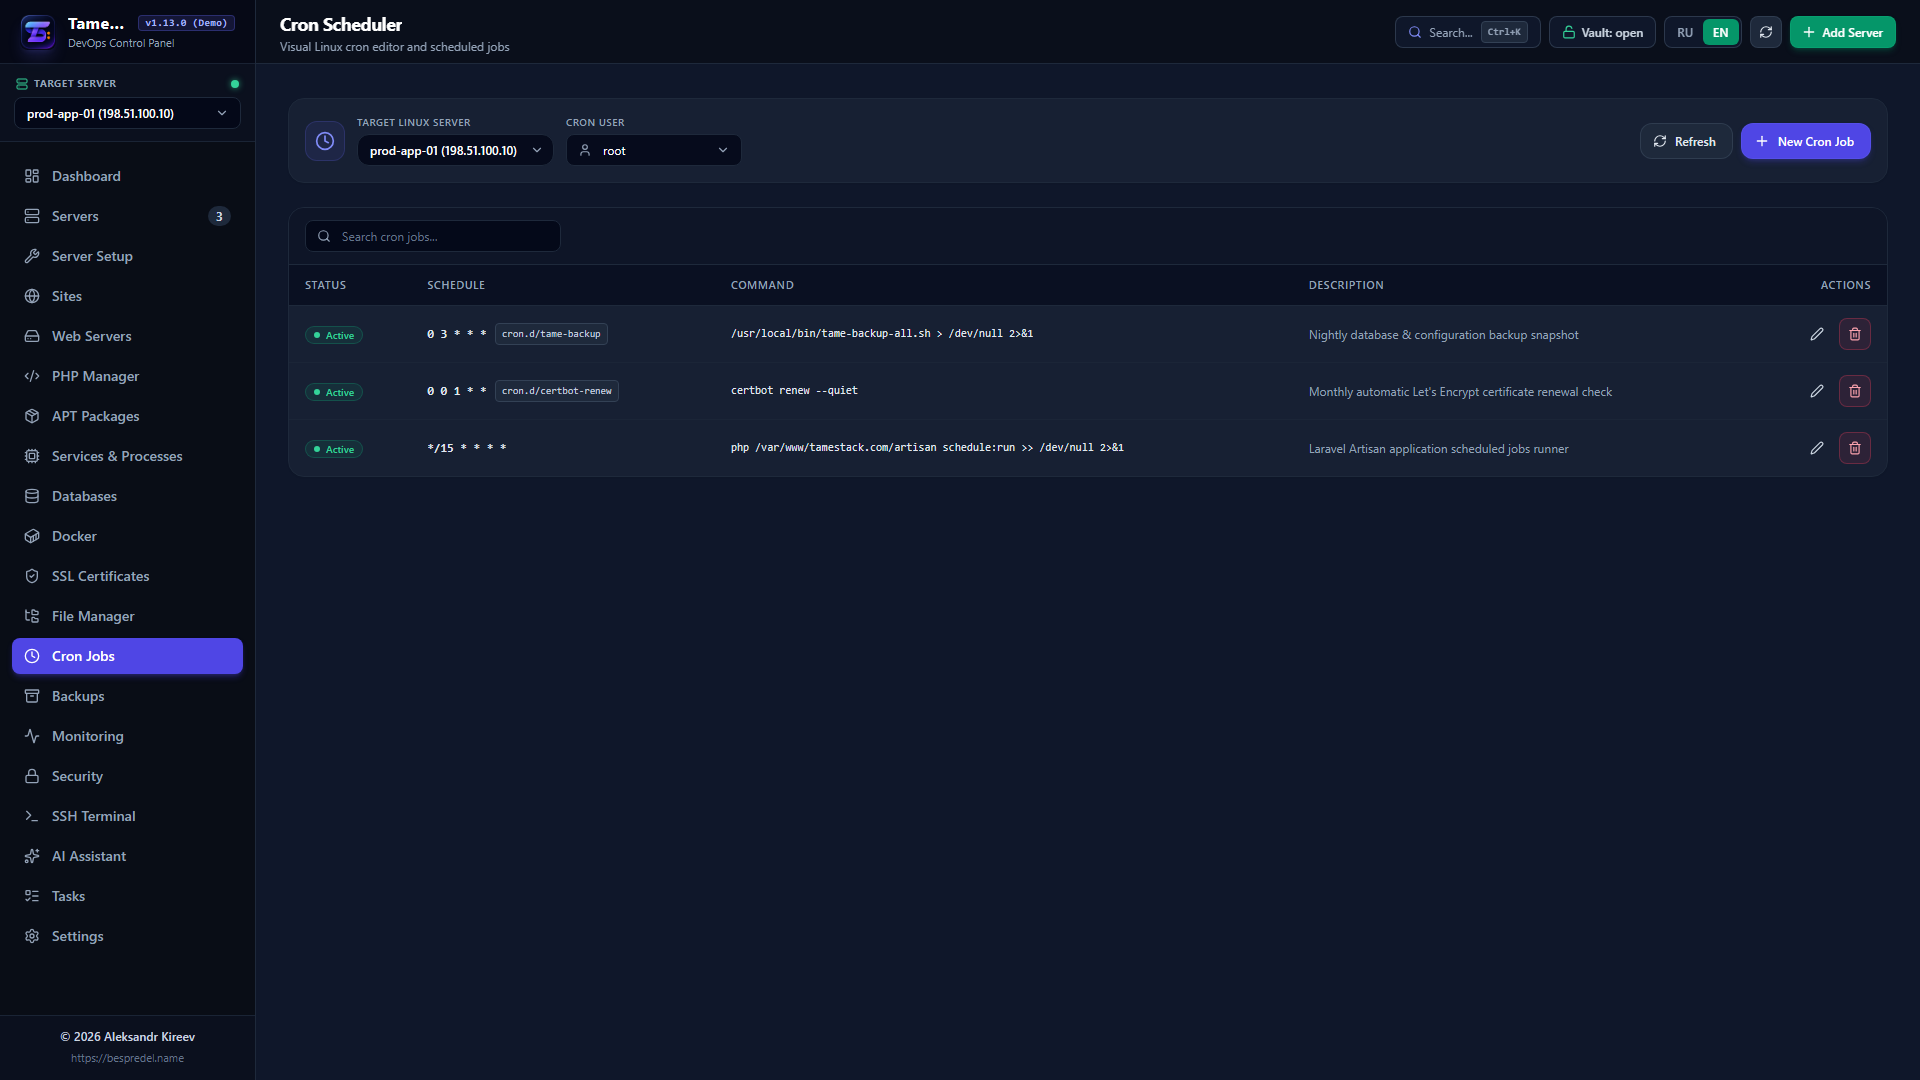 Tame...
v1.13.0 (Demo)
DevOps Control Panel
TARGET SERVER
prod-app-01 (198.51.100.10)
Dashboard
Servers
3
Server Setup
Sites
Web Servers
PHP Manager
APT Packages
Services & Processes
Databases
Docker
SSL Certificates
File Manager
Cron Jobs
Backups
Monitoring
Security
SSH Terminal
AI Assistant
Tasks
Settings
© 2026 Aleksandr Kireev
https://bespredel.name
Cron Scheduler
Visual Linux cron editor and scheduled jobs
Search...
Ctrl+K
Vault: open
RU
EN
Add Server
TARGET LINUX SERVER
prod-app-01 (198.51.100.10)
CRON USER
root
Refresh
New Cron Job
Search cron jobs...
STATUS SCHEDULE COMMAND DESCRIPTION ACTIONS
Active 0 3 * * * cron.d/tame-backup /usr/local/bin/tame-backup-all.sh > /dev/null 2>&1 Nightly database & configuration backup snapshot
Active 0 0 1 * * cron.d/certbot-renew certbot renew --quiet Monthly automatic Let's Encrypt certificate renewal check
Active */15 * * * * php /var/www/tamestack.com/artisan schedule:run >> /dev/null 2>&1 Laravel Artisan application scheduled jobs runner